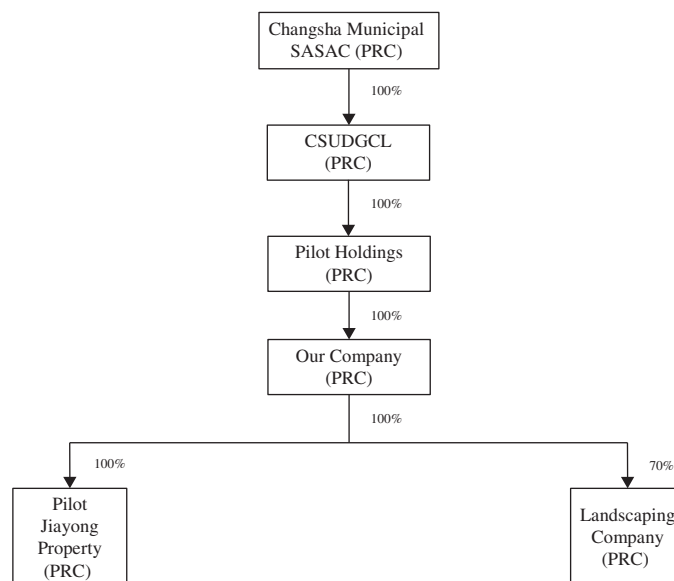 Changsha Municipal
SASAC (PRC)
100%
CSUDGCL
(PRC)
100%
Pilot Holdings
(PRC)
100%
Our Company
(PRC)
100%
100%
70%
Pilot
Jiayong
Property
(PRC)
Landscaping
Company
(PRC)